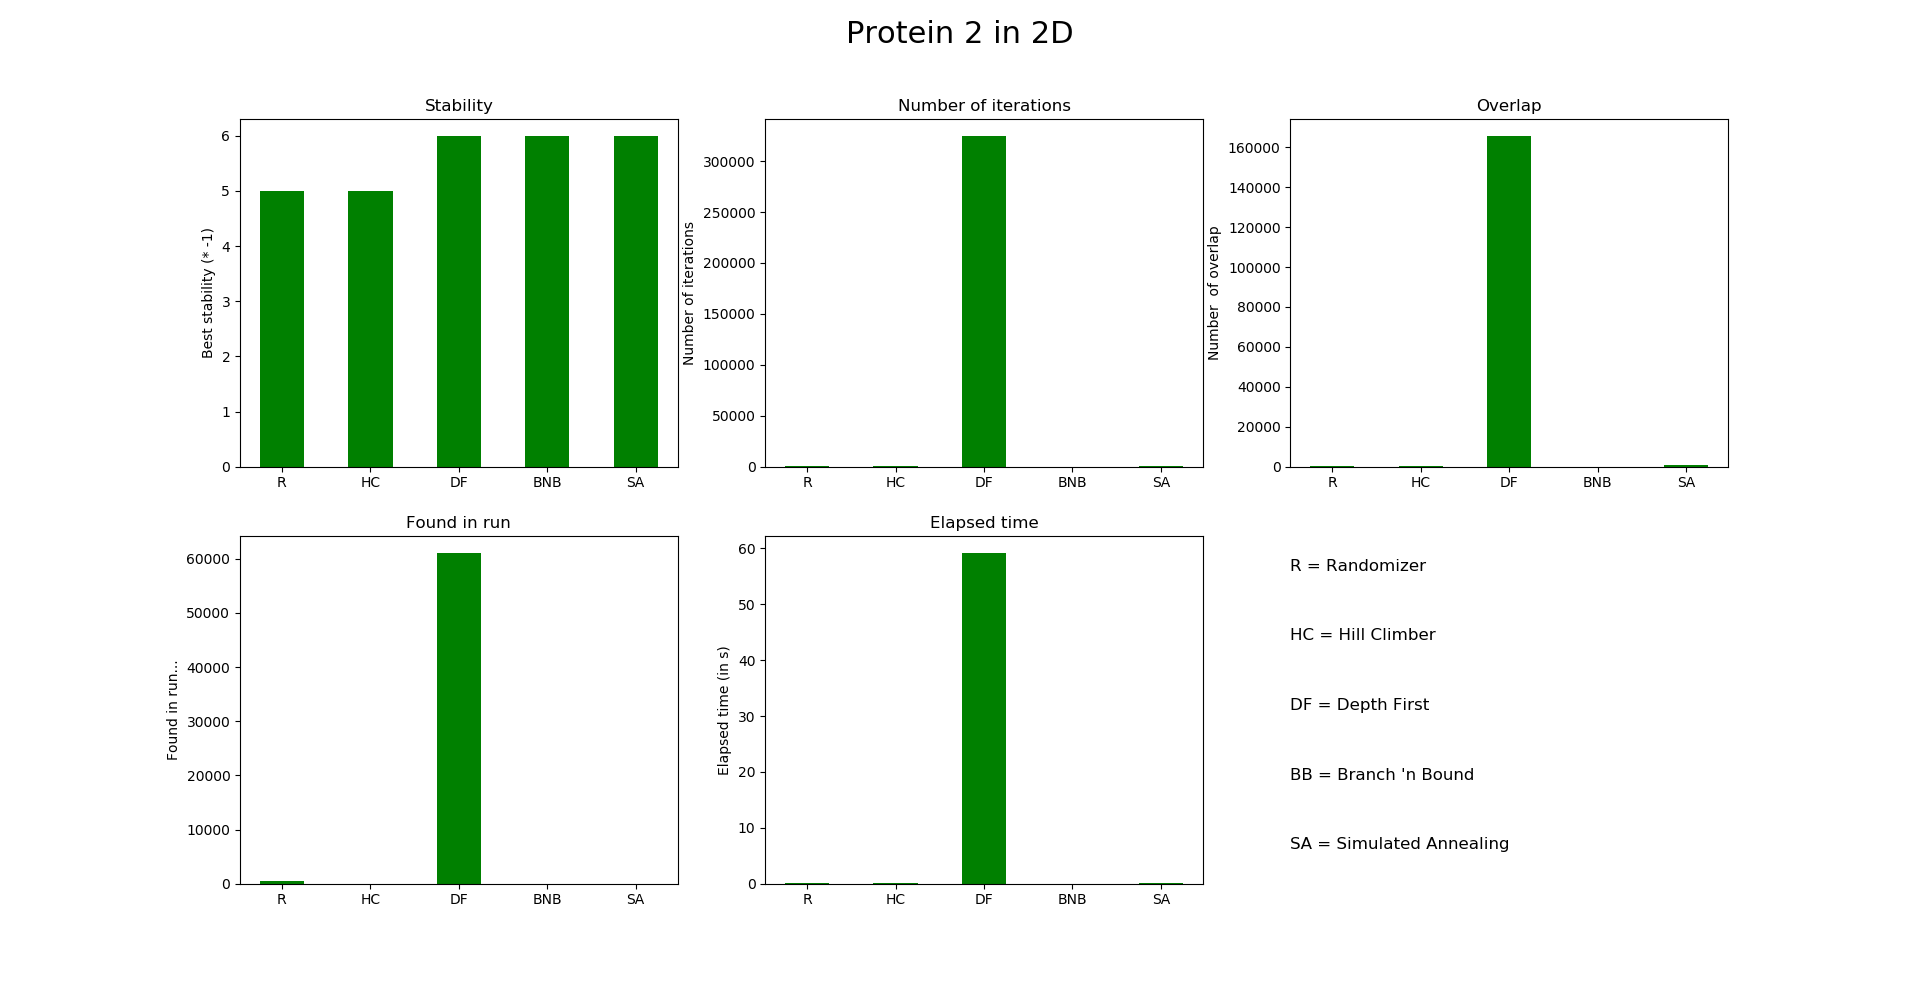 Protein 2 in 2D
Stability
Best stability (* -1)
6
5
4
3
2
1
0
R HC DF BNB SA
Number of iterations
Number of iterations
300000
250000
200000
150000
100000
50000
0
R HC DF BNB SA
Overlap
Number  of overlap
160000
140000
120000
100000
80000
60000
40000
20000
0
R HC DF BNB SA
Found in run
Found in run...
60000
50000
40000
30000
20000
10000
0
R HC DF BNB SA
Elapsed time
Elapsed time (in s)
60
50
40
30
20
10
0
R HC DF BNB SA
R = Randomizer
HC = Hill Climber
DF = Depth First
BB = Branch 'n Bound
SA = Simulated Annealing